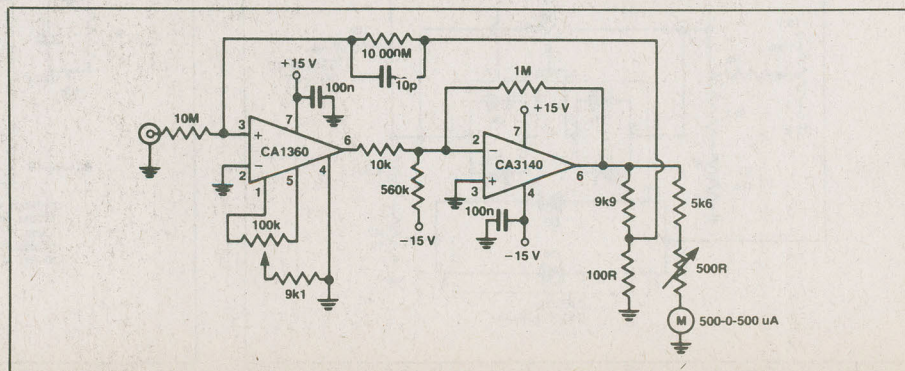 10 000M
+15 V
10p
1M
100n
+15 V
10M
3
+
7
CA1360
6
10k
2
−
7
CA3140
6
4
−
2
1
5
560k
+
3
4
9k9
5k6
100k
100n
−15 V
−15 V
100R
500R
9k1
M
500-0-500 uA